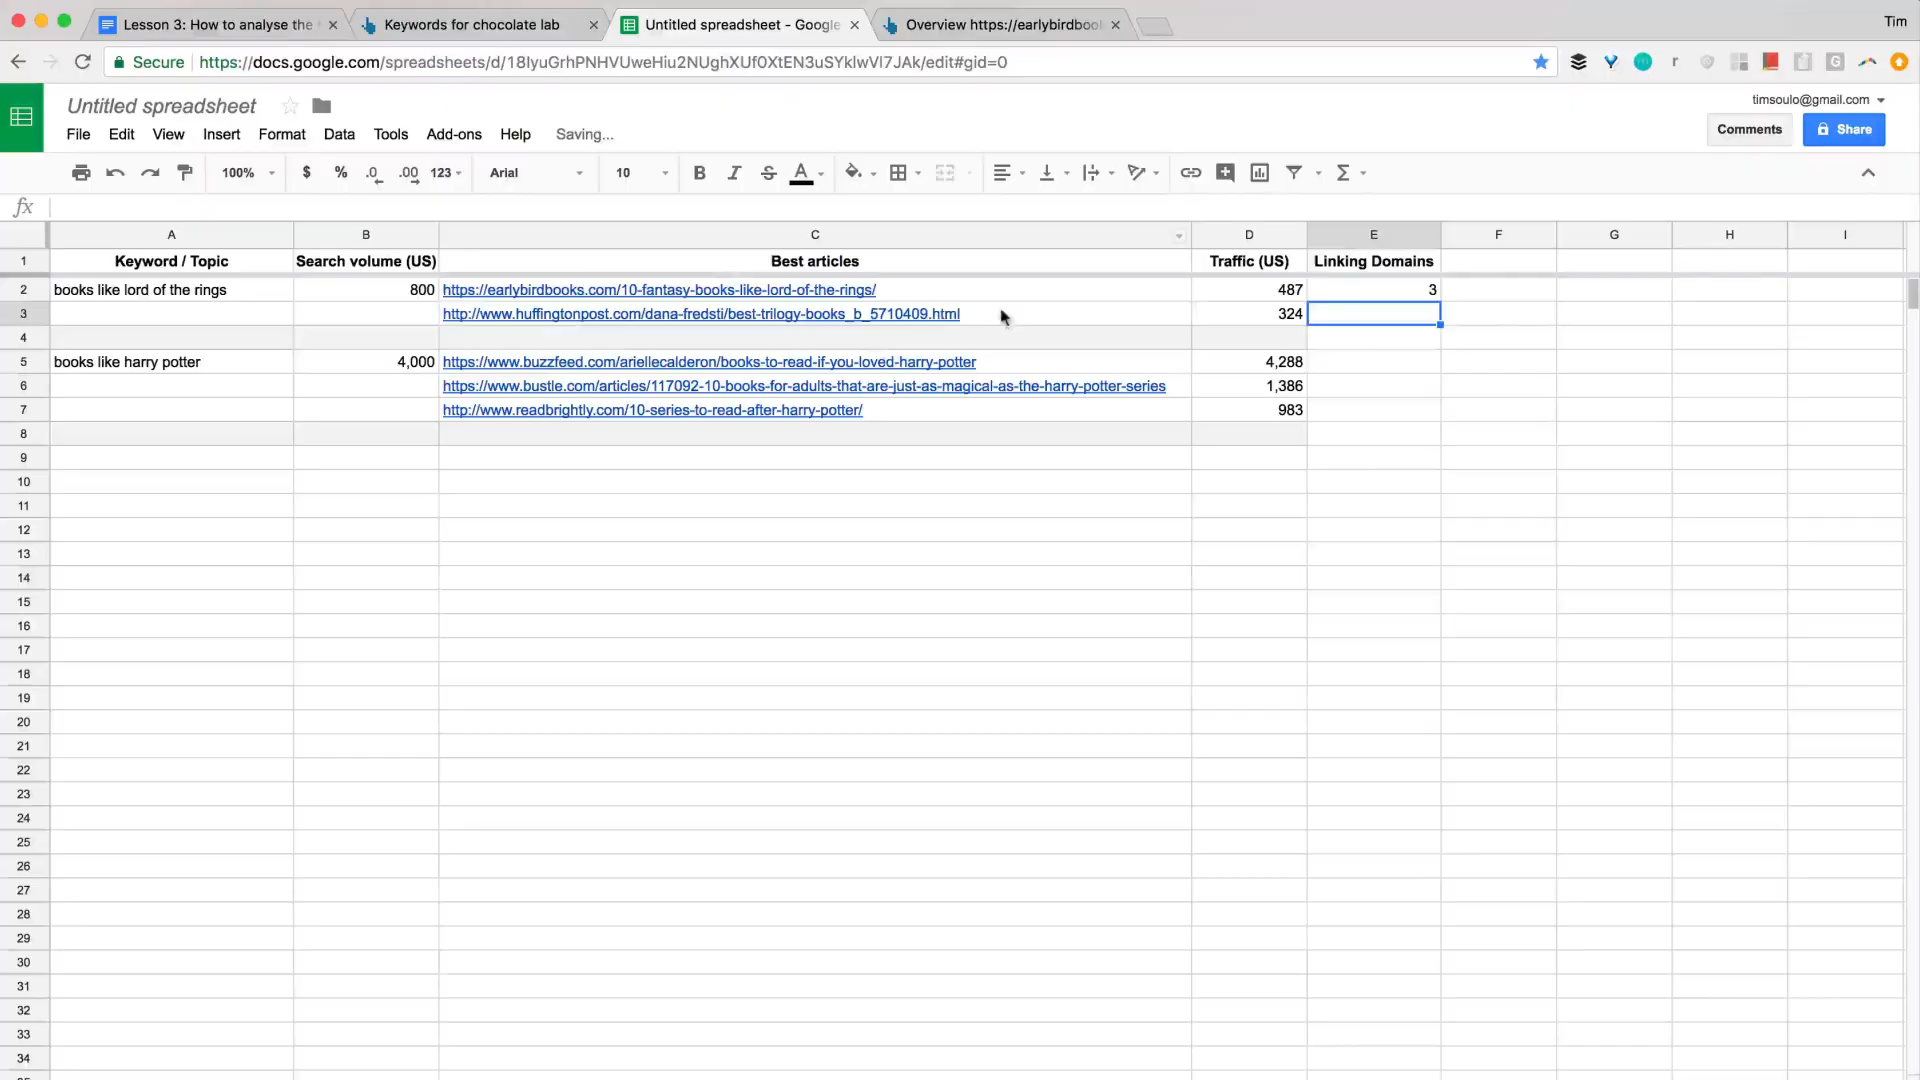 Lesson 3: How to analyse the
Keywords for chocolate lab
Untitled spreadsheet - Google
Overview https://earlybirdbook
Tim
Secure
https://docs.google.com/spreadsheets/d/18IyuGrhPNHVUweHiu2NUghXUf0XtEN3uSYklwVl7JAk/edit#gid=0
Untitled spreadsheet
timsoulo@gmail.com
File Edit View Insert Format Data Tools Add-ons Help Saving...
Comments
Share
100% $ % .0 .00 123 Arial 10 B I S A
fx
A B C D E F G H I
1 Keyword / Topic Search volume (US) Best articles Traffic (US) Linking Domains
2 books like lord of the rings 800 https://earlybirdbooks.com/10-fantasy-books-like-lord-of-the-rings/ 487 3
3 http://www.huffingtonpost.com/dana-fredsti/best-trilogy-books_b_5710409.html 324
4
5 books like harry potter 4,000 https://www.buzzfeed.com/ariellecalderon/books-to-read-if-you-loved-harry-potter 4,288
6 https://www.bustle.com/articles/117092-10-books-for-adults-that-are-just-as-magical-as-the-harry-potter-series 1,386
7 http://www.readbrightly.com/10-series-to-read-after-harry-potter/ 983
8
9
10
11
12
13
14
15
16
17
18
19
20
21
22
23
24
25
26
27
28
29
30
31
32
33
34